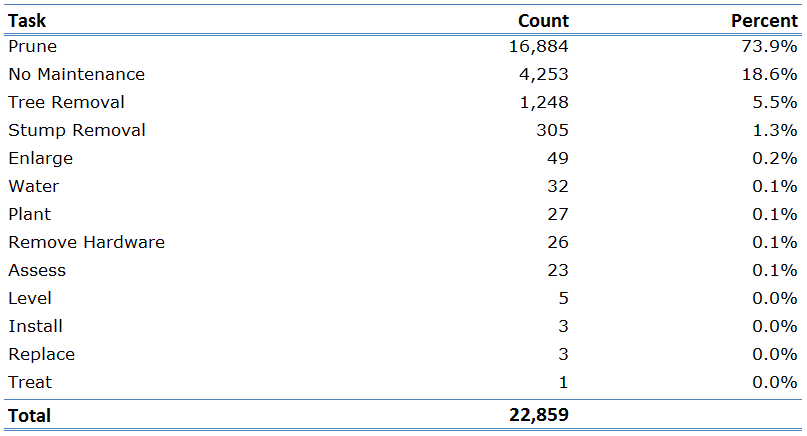 Task Count Percent
Prune 16,884 73.9%
No Maintenance 4,253 18.6%
Tree Removal 1,248 5.5%
Stump Removal 305 1.3%
Enlarge 49 0.2%
Water 32 0.1%
Plant 27 0.1%
Remove Hardware 26 0.1%
Assess 23 0.1%
Level 5 0.0%
Install 3 0.0%
Replace 3 0.0%
Treat 1 0.0%
Total 22,859